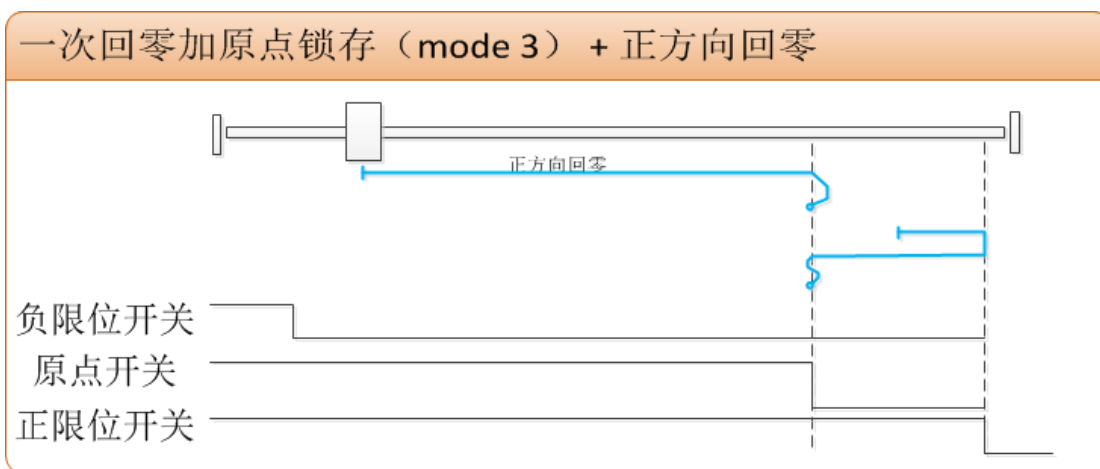 一次回零加原点锁存（mode 3）+ 正方向回零
正方向回零
负限位开关
原点开关
正限位开关